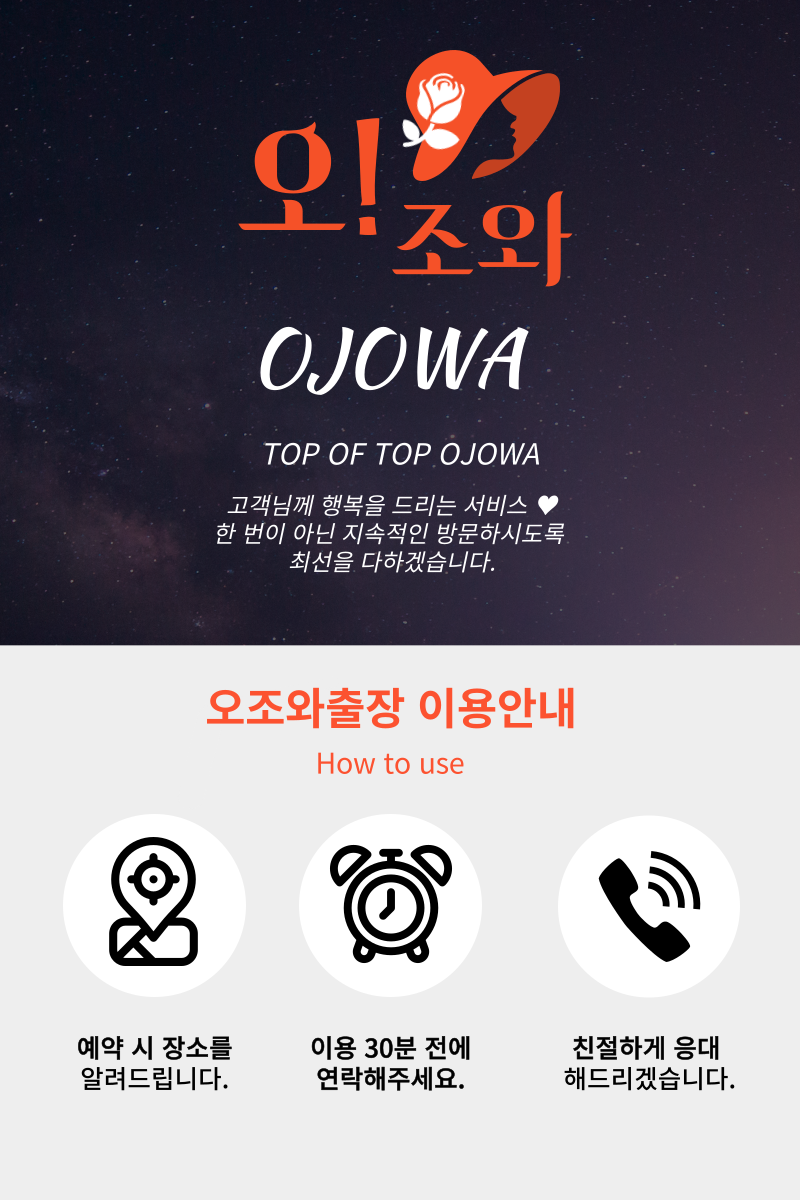 오!
조와
OJOWA
TOP OF TOP OJOWA
고객님께 행복을 드리는 서비스 ♥
한 번이 아닌 지속적인 방문하시도록
최선을 다하겠습니다.
오조와출장 이용안내
How to use
예약 시 장소를
알려드립니다.
이용 30분 전에
연락해주세요.
친절하게 응대
해드리겠습니다.